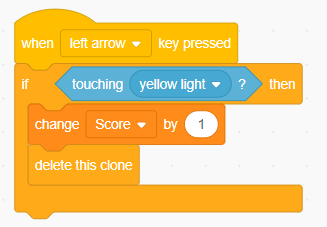 when left arrow key pressed
if touching yellow light ? then
change Score by 1
delete this clone